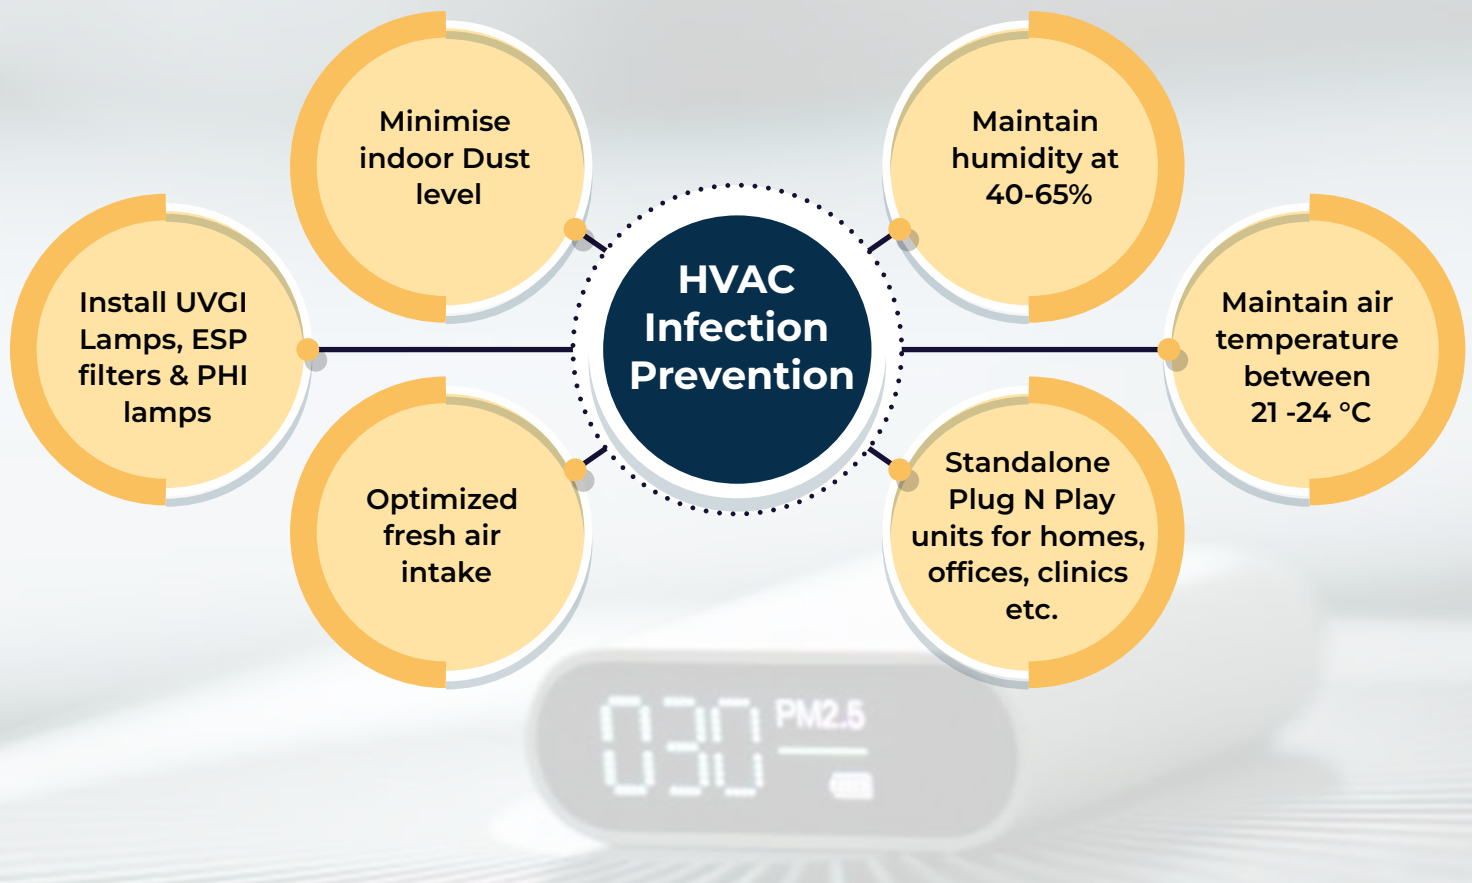 Minimise
indoor Dust
level
Maintain
humidity at
40-65%
Install UVGI
Lamps, ESP
filters & PHI
lamps
HVAC
Infection
Prevention
Maintain air
temperature
between
21 -24 °C
Optimized
fresh air
intake
Standalone
Plug N Play
units for homes,
offices, clinics
etc.
030 PM2.5